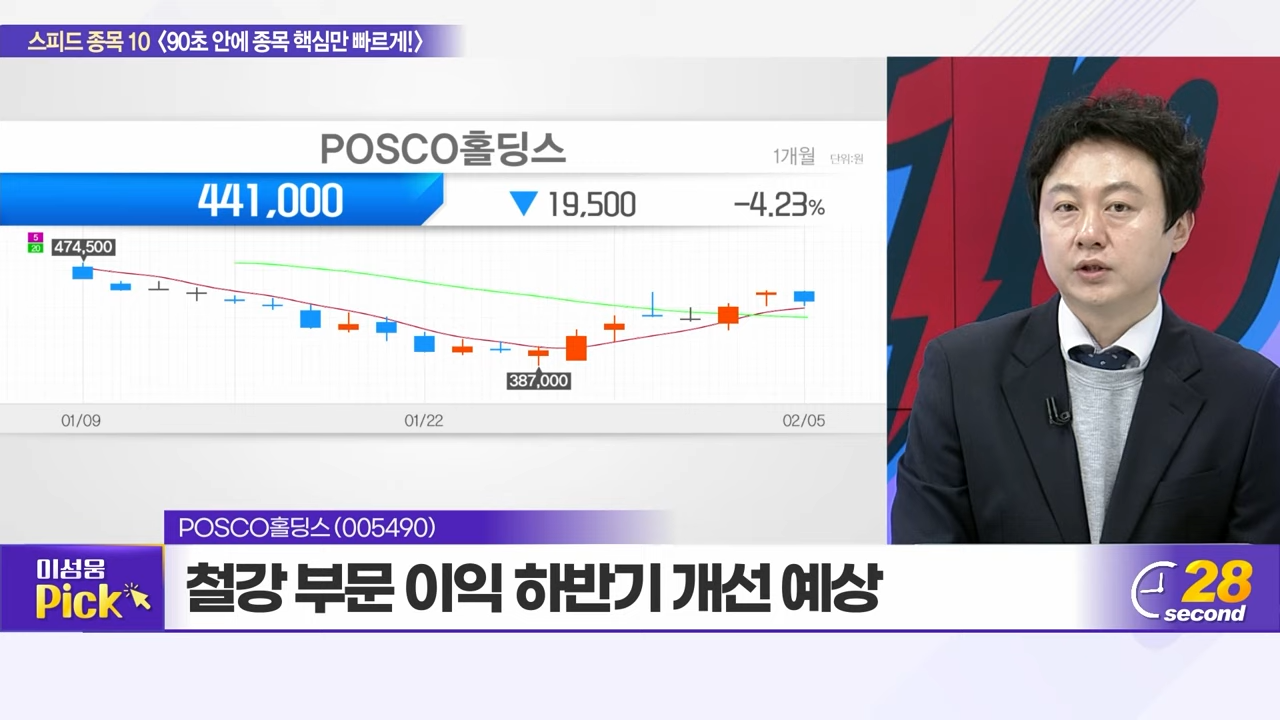 스피드 종목 10 〈90초 안에 종목 핵심만 빠르게!〉
POSCO홀딩스
1개월 단위:원
441,000 ▼ 19,500 -4.23%
5
20
474,500
387,000
01/09 01/22 02/05
POSCO홀딩스 (005490)
이성웅
Pick
철강 부문 이익 하반기 개선 예상
28
second
10